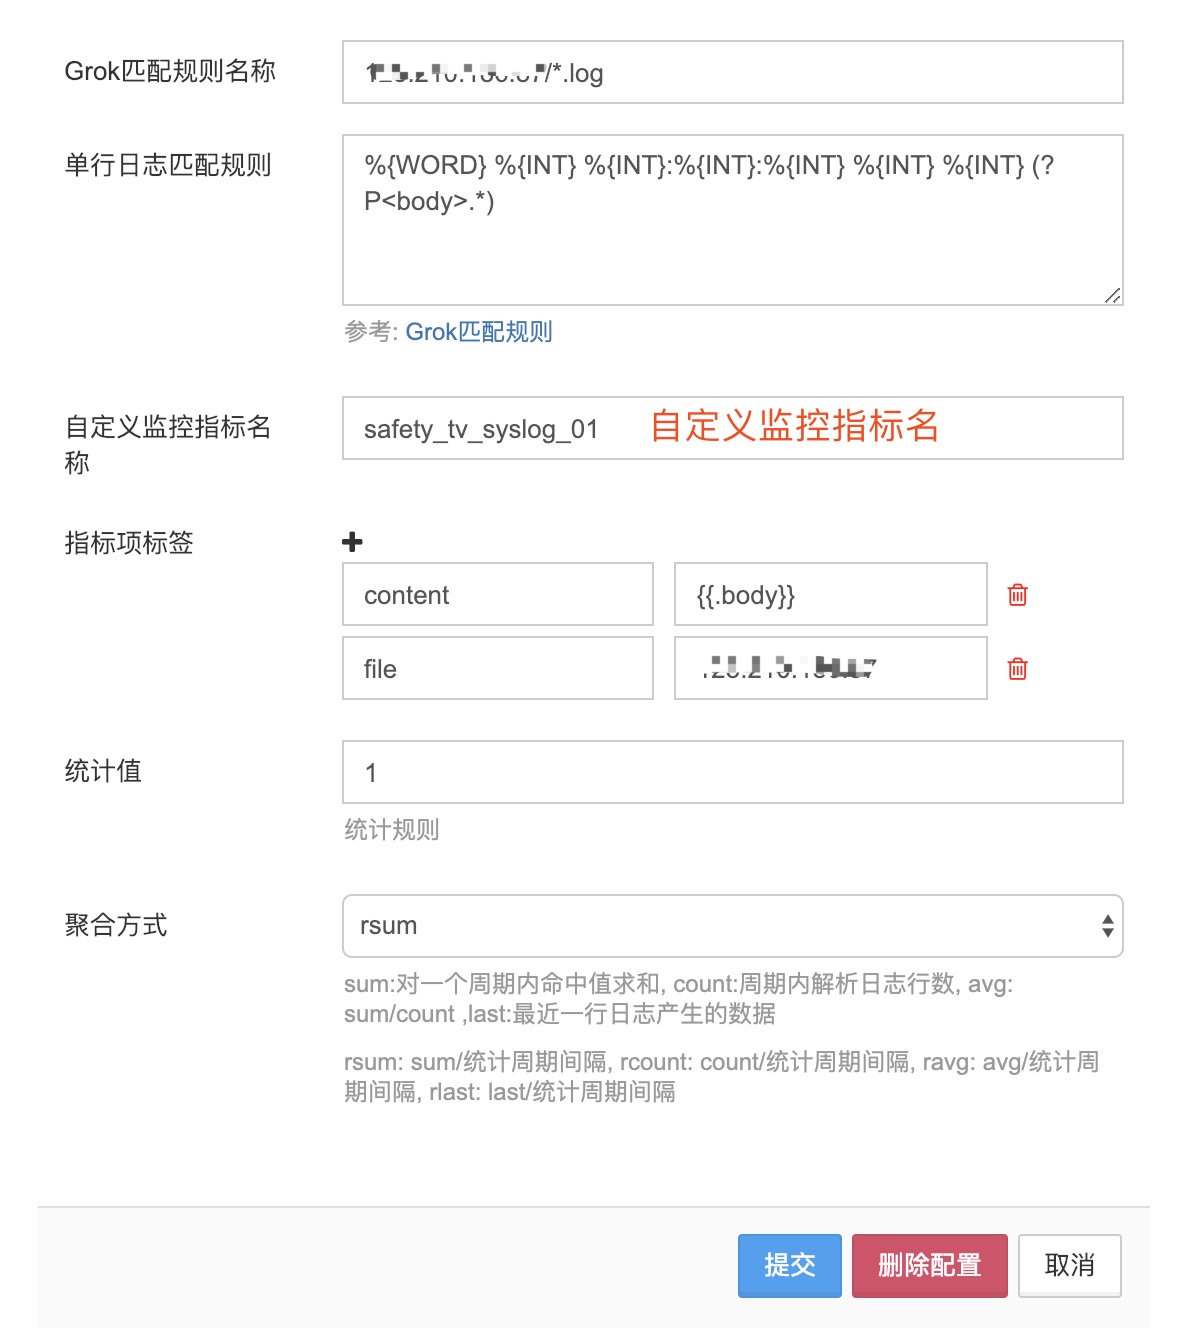 Grok匹配规则名称
/*.log
单行日志匹配规则
%{WORD} %{INT} %{INT}:%{INT}:%{INT} %{INT} %{INT} (?
P<body>.*)
参考: Grok匹配规则
自定义监控指标名
称
safety_tv_syslog_01
自定义监控指标名
指标项标签
content
{{.body}}
file
统计值
1
统计规则
聚合方式
rsum
sum:对一个周期内命中值求和, count:周期内解析日志行数, avg:
sum/count ,last:最近一行日志产生的数据
rsum: sum/统计周期间隔, rcount: count/统计周期间隔, ravg: avg/统计周
期间隔, rlast: last/统计周期间隔
提交
删除配置
取消